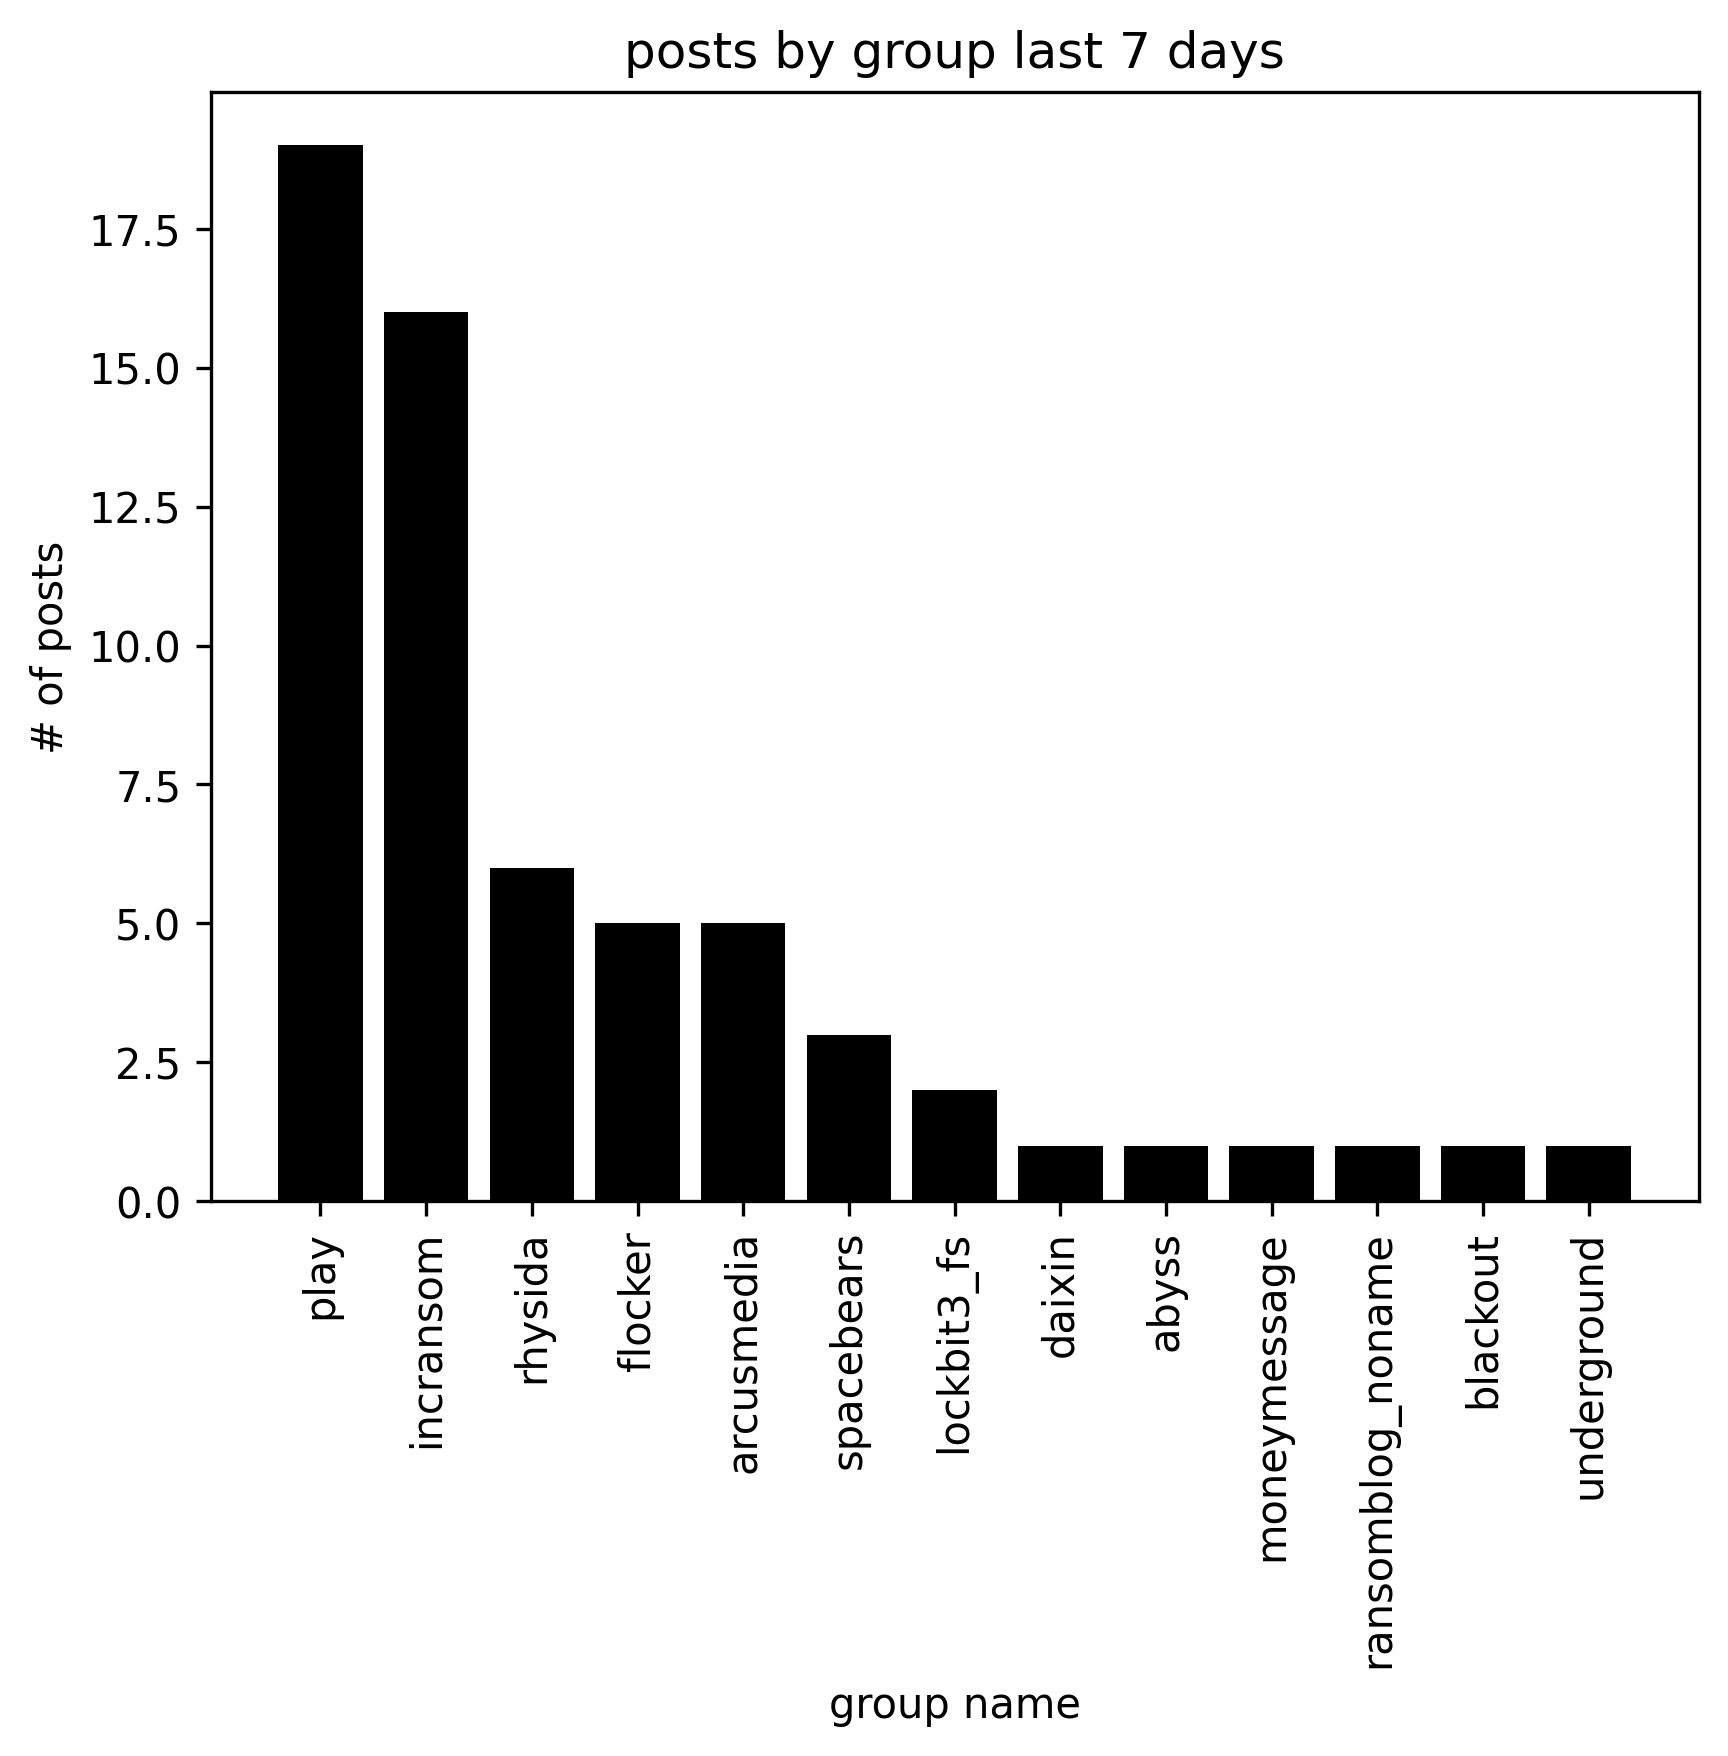 posts by group last 7 days
# of posts
17.5
15.0
12.5
10.0
7.5
5.0
2.5
0.0
play
incransom
rhysida
flocker
arcusmedia
spacebears
lockbit3_fs
daixin
abyss
moneymessage
ransomblog_noname
blackout
underground
group name